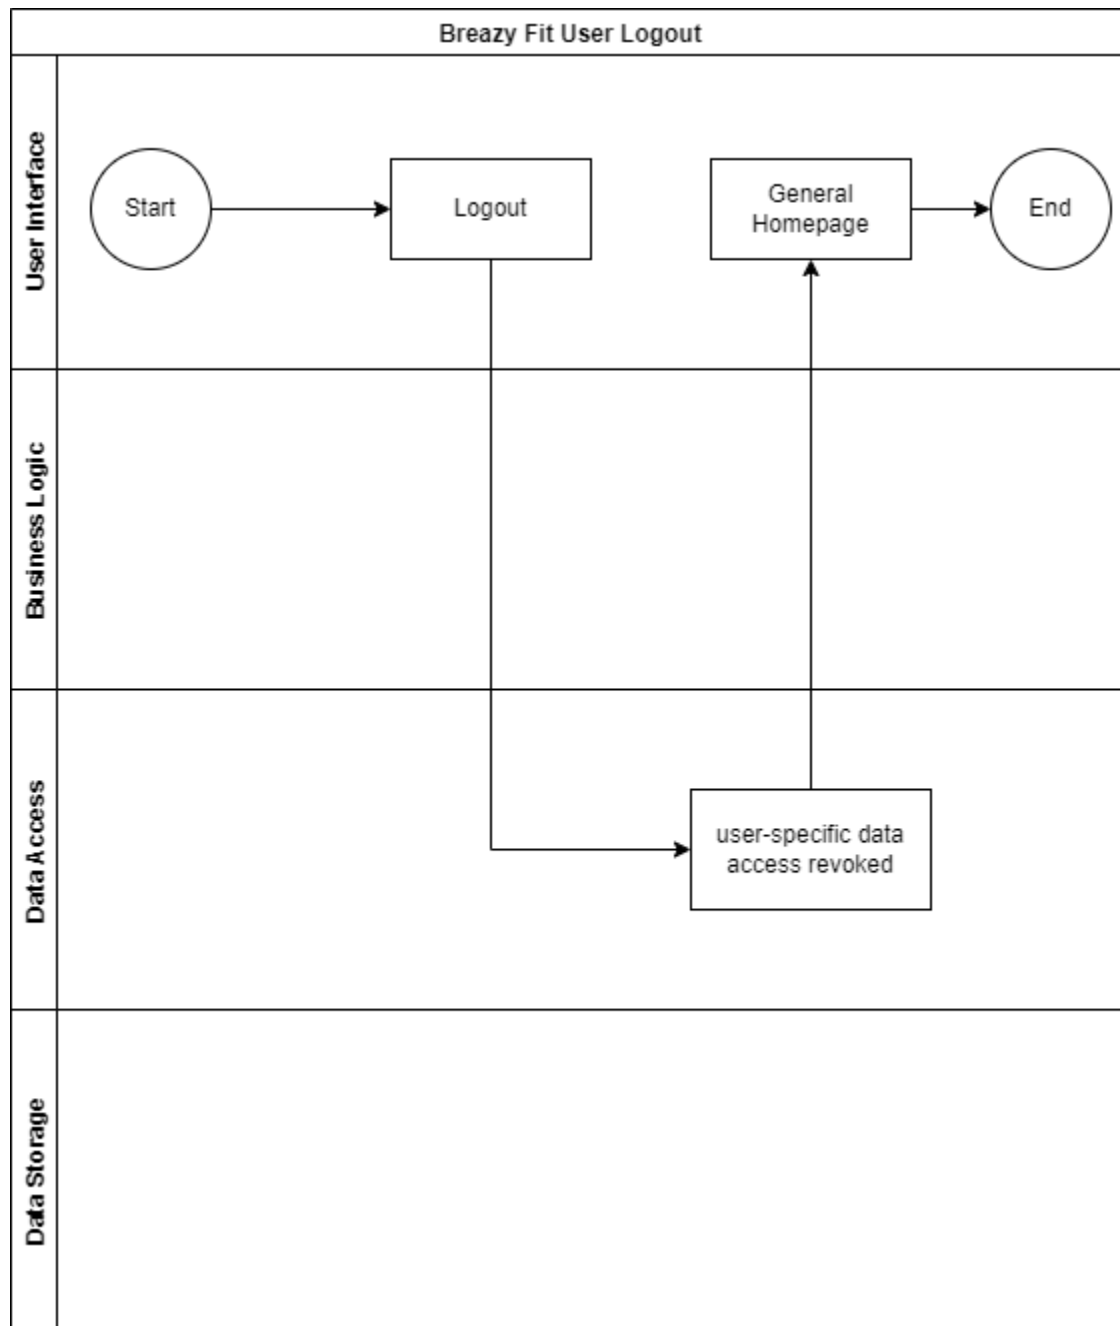 Breazy Fit User Logout
User Interface
Start
Logout
General
Homepage
End
Business Logic
Data Access
user-specific data
access revoked
Data Storage